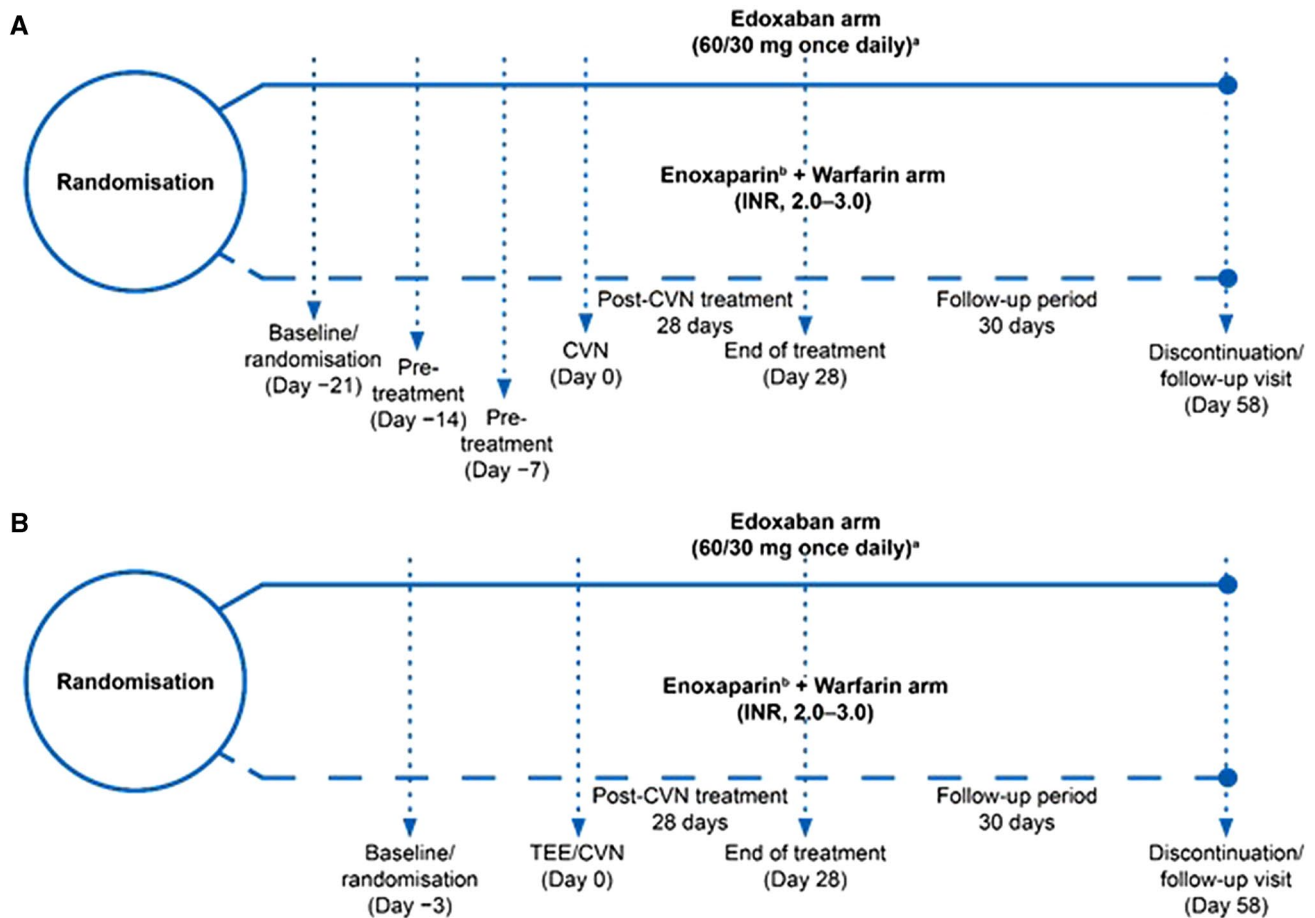 A
Edoxaban arm
(60/30 mg once daily)ᵃ
Randomisation
Enoxaparinᵇ + Warfarin arm
(INR, 2.0–3.0)
Post-CVN treatment
28 days
Follow-up period
30 days
Baseline/
randomisation
(Day −21)
Pre-
treatment
(Day −14)
Pre-
treatment
(Day −7)
CVN
(Day 0)
End of treatment
(Day 28)
Discontinuation/
follow-up visit
(Day 58)
B
Edoxaban arm
(60/30 mg once daily)ᵃ
Randomisation
Enoxaparinᵇ + Warfarin arm
(INR, 2.0–3.0)
Post-CVN treatment
28 days
Follow-up period
30 days
Baseline/
randomisation
(Day −3)
TEE/CVN
(Day 0)
End of treatment
(Day 28)
Discontinuation/
follow-up visit
(Day 58)